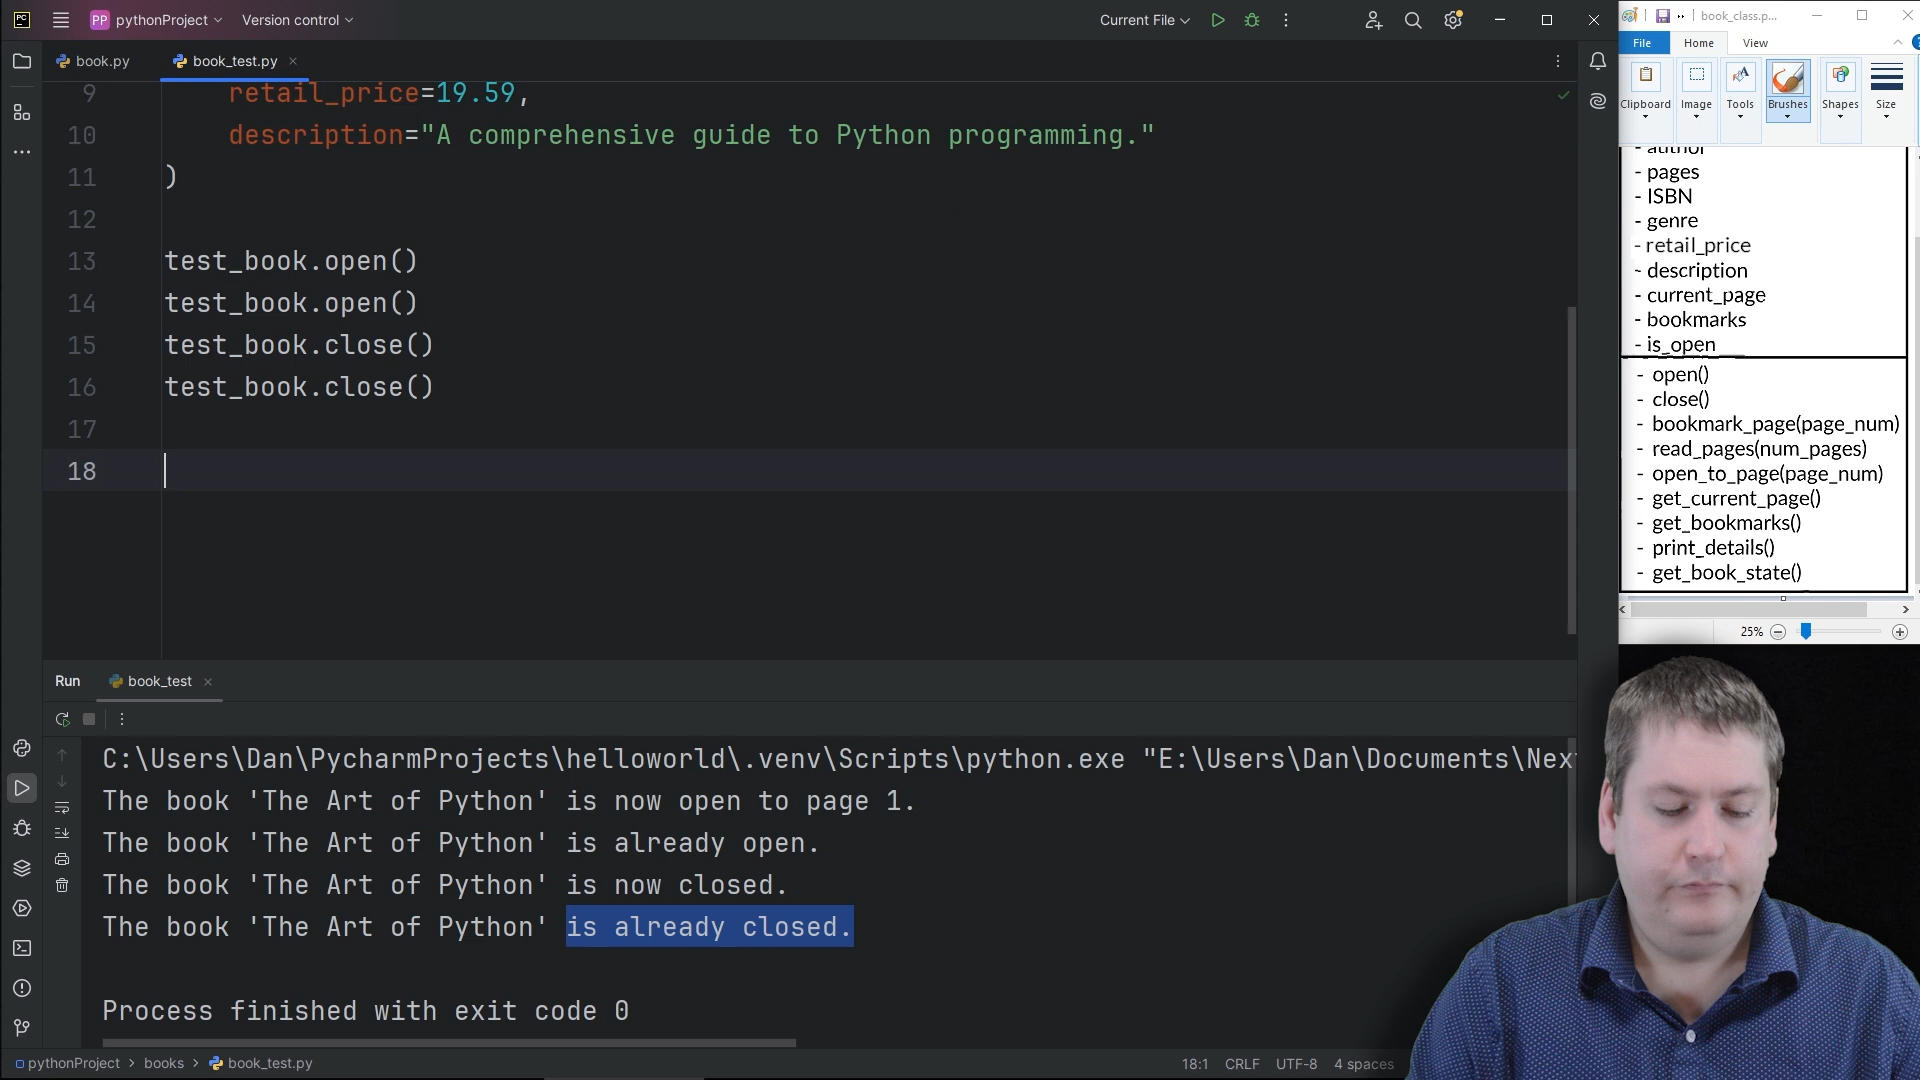 PC
PP pythonProject
Version control
Current File
book.py
book_test.py
9 retail_price=19.59,
10 description="A comprehensive guide to Python programming."
11 )
12
13 test_book.open()
14 test_book.open()
15 test_book.close()
16 test_book.close()
17
18
Run
book_test
C:\Users\Dan\PycharmProjects\helloworld\.venv\Scripts\python.exe "E:\Users\Dan\Documents\Nex
The book 'The Art of Python' is now open to page 1.
The book 'The Art of Python' is already open.
The book 'The Art of Python' is now closed.
The book 'The Art of Python' is already closed.
Process finished with exit code 0
pythonProject > books > book_test.py
18:1 CRLF UTF-8 4 spaces
book_class.p...
File Home View
Clipboard Image Tools Brushes Shapes Size
- author
- pages
- ISBN
- genre
- retail_price
- description
- current_page
- bookmarks
- is_open
- open()
- close()
- bookmark_page(page_num)
- read_pages(num_pages)
- open_to_page(page_num)
- get_current_page()
- get_bookmarks()
- print_details()
- get_book_state()
25%